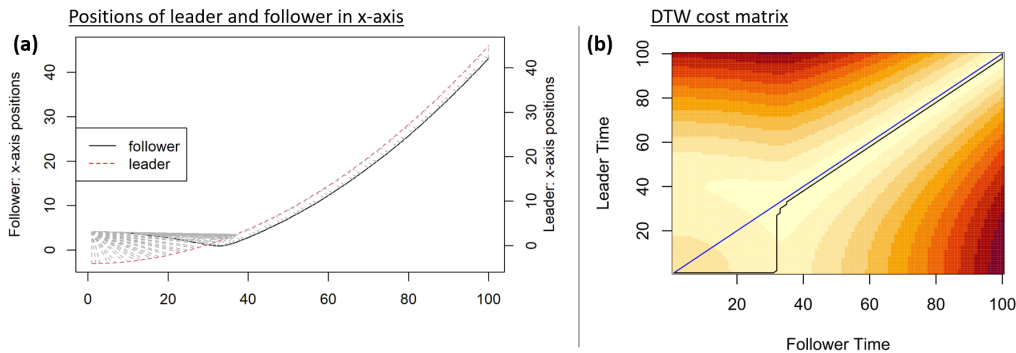 Positions of leader and follower in x-axis
(a)
Follower: x-axis positions
40
30
20
10
0
follower
leader
40
30
20
10
0
Leader: x-axis positions
0 20 40 60 80 100
DTW cost matrix
(b)
Leader Time
100
80
60
40
20
20 40 60 80 100
Follower Time